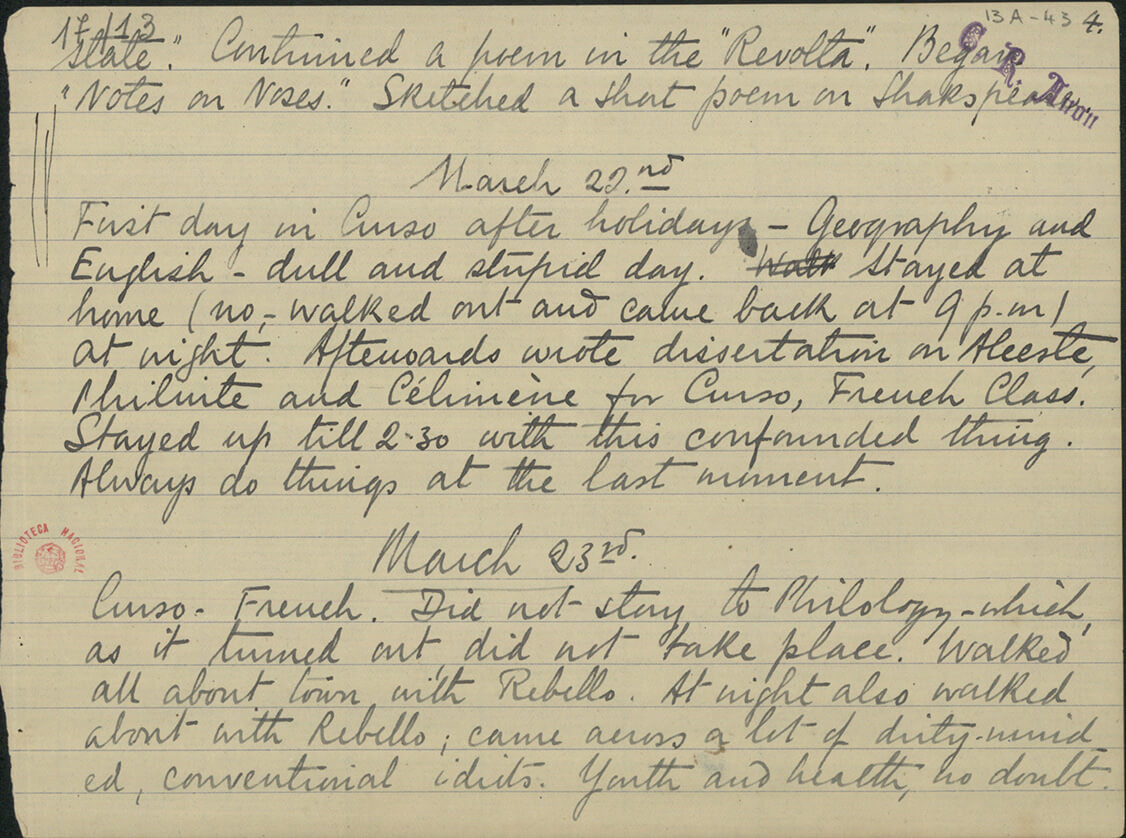 13A-43 4.
17/13
C. R. Anon
state". Continued a poem in the "Revolta". Began
"Notes on Noses." Sketched a short poem on Shakspeare
March 22.nd
First day in Curso after holidays - Geography and
English - dull and stupid day. Walk Stayed at
home (no, - walked out and came back at 9 p.m)
at night. Afterwards wrote dissertation on Alceste,
Philinte and Célimène for Curso, French Class.
Stayed up till 2.30 with this confounded thing.
Always do things at the last moment.
BIBLIOTECA NACIONAL
March 23rd.
Curso - French. Did not stay to Philology - which,
as it turned out, did not take place. Walked
all about town with Rebello. At night also walked
about with Rebello; came across a lot of dirty-mind
ed, conventional idiots. Youth and health, no doubt.